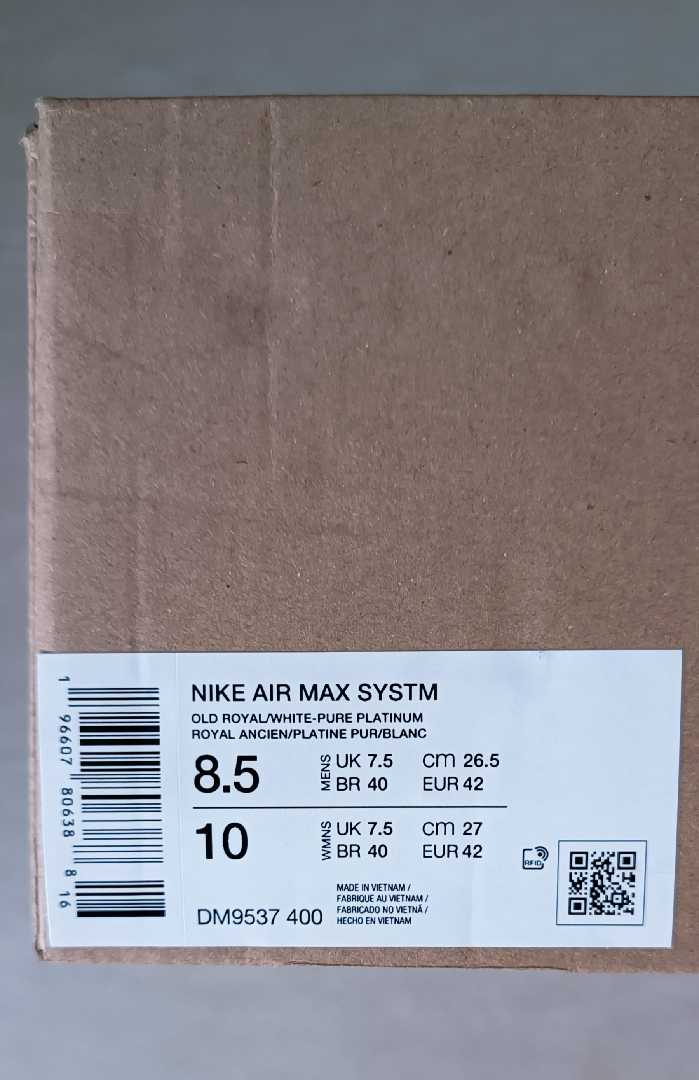 NIKE AIR MAX SYSTM
OLD ROYAL/WHITE-PURE PLATINUM
ROYAL ANCIEN/PLATINE PUR/BLANC
8.5
MENS
UK 7.5 cm 26.5
BR 40 EUR 42
10
WMNS
UK 7.5 cm 27
BR 40 EUR 42
RFID
DM9537 400
MADE IN VIETNAM /
FABRIQUE AU VIETNAM /
FABRICADO NO VIETNÃ /
HECHO EN VIETNAM
1 96607 80638 8 16